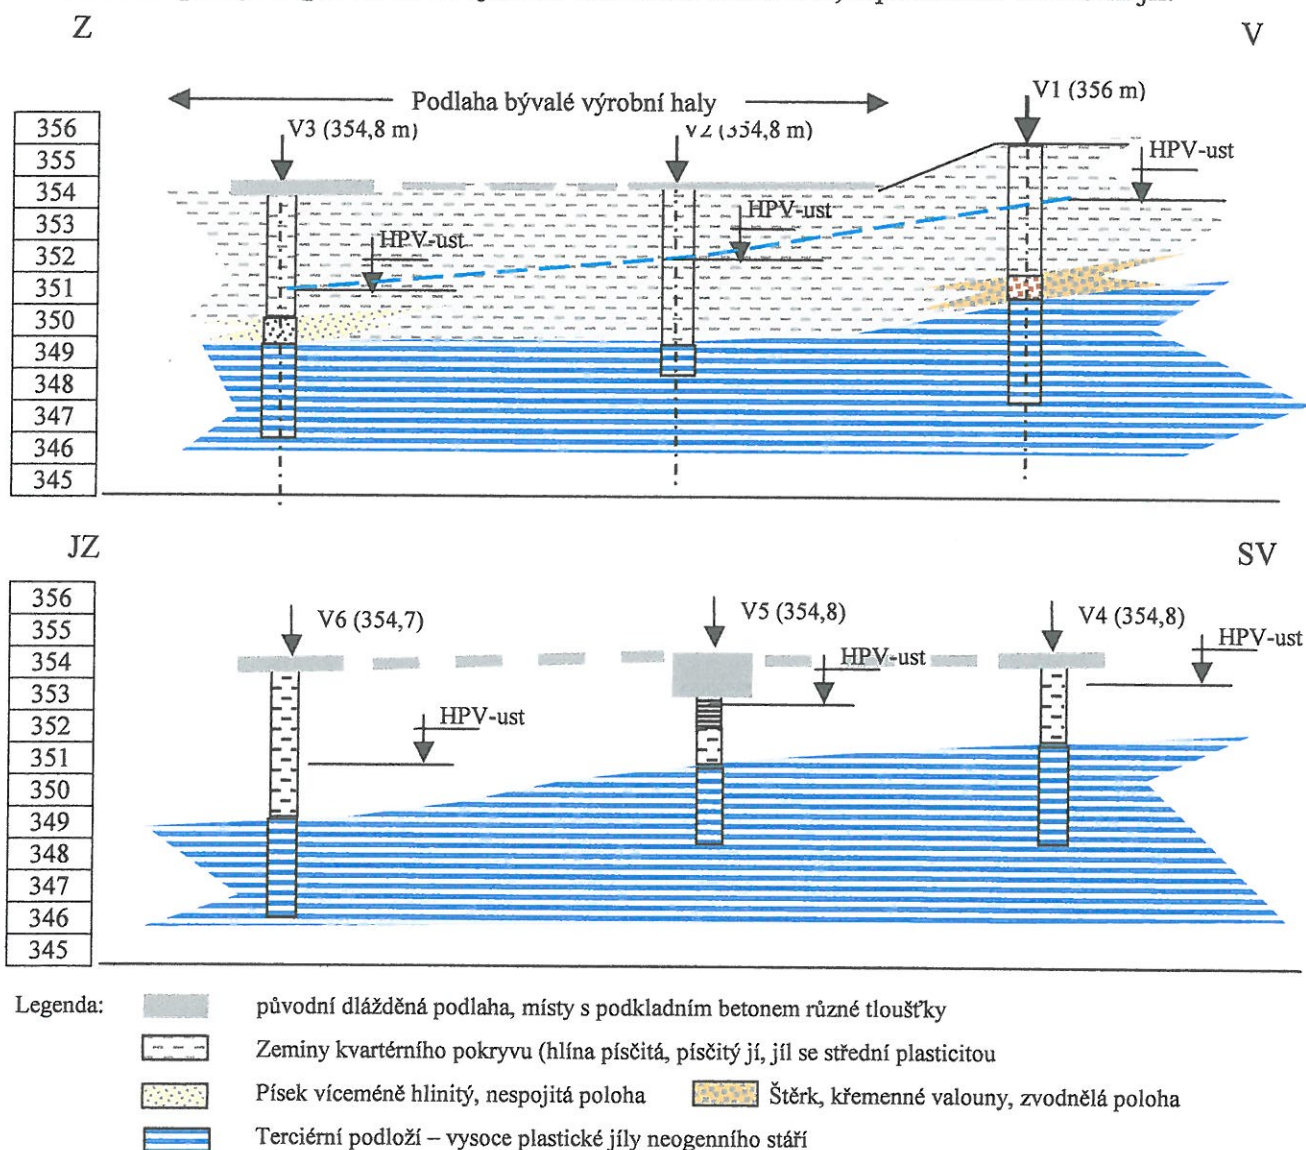 Z
V
Podlaha bývalé výrobní haly
V1 (356 m)
V3 (354,8 m)
V2 (354,8 m)
HPV-ust
HPV-ust
HPV-ust
356
355
354
353
352
351
350
349
348
347
346
345
JZ
SV
V6 (354,7)
V5 (354,8)
V4 (354,8)
HPV-ust
HPV-ust
HPV-ust
356
355
354
353
352
351
350
349
348
347
346
345
Legenda:
původní dlážděná podlaha, místy s podkladním betonem různé tloušťky
Zeminy kvartérního pokryvu (hlína písčitá, písčitý jí, jíl se střední plasticitou
Písek víceméně hlinitý, nespojitá poloha
Štěrk, křemenné valouny, zvodnělá poloha
Terciérní podloží – vysoce plastické jíly neogenního stáří